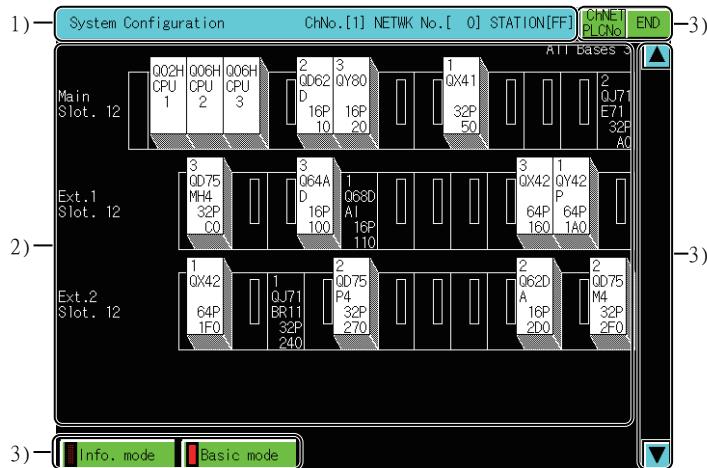 1)
System Configuration ChNo.[1] NETWK No.[ 0] STATION[FF]
ChNET PLCNo
END
3)
All Bases 3
Main
Slot. 12
Q02H CPU 1
Q06H CPU 2
Q06H CPU 3
2 QD62 D 16P 10
3 QY80 16P 20
1 QX41 32P 50
2 QJ71 E71 32P A0
Ext.1
Slot. 12
3 QD75 MH4 32P C0
3 Q64A D 16P 100
1 Q68D AI 16P 110
3 QX42 64P 160
1 QY42 P 64P 1A0
2)
3)
Ext.2
Slot. 12
1 QX42 64P 1F0
1 QJ71 BR11 32P 240
2 QD75 P4 32P 270
2 Q62D A 16P 2D0
2 QD75 M4 32P 2F0
3)
Info. mode
Basic mode